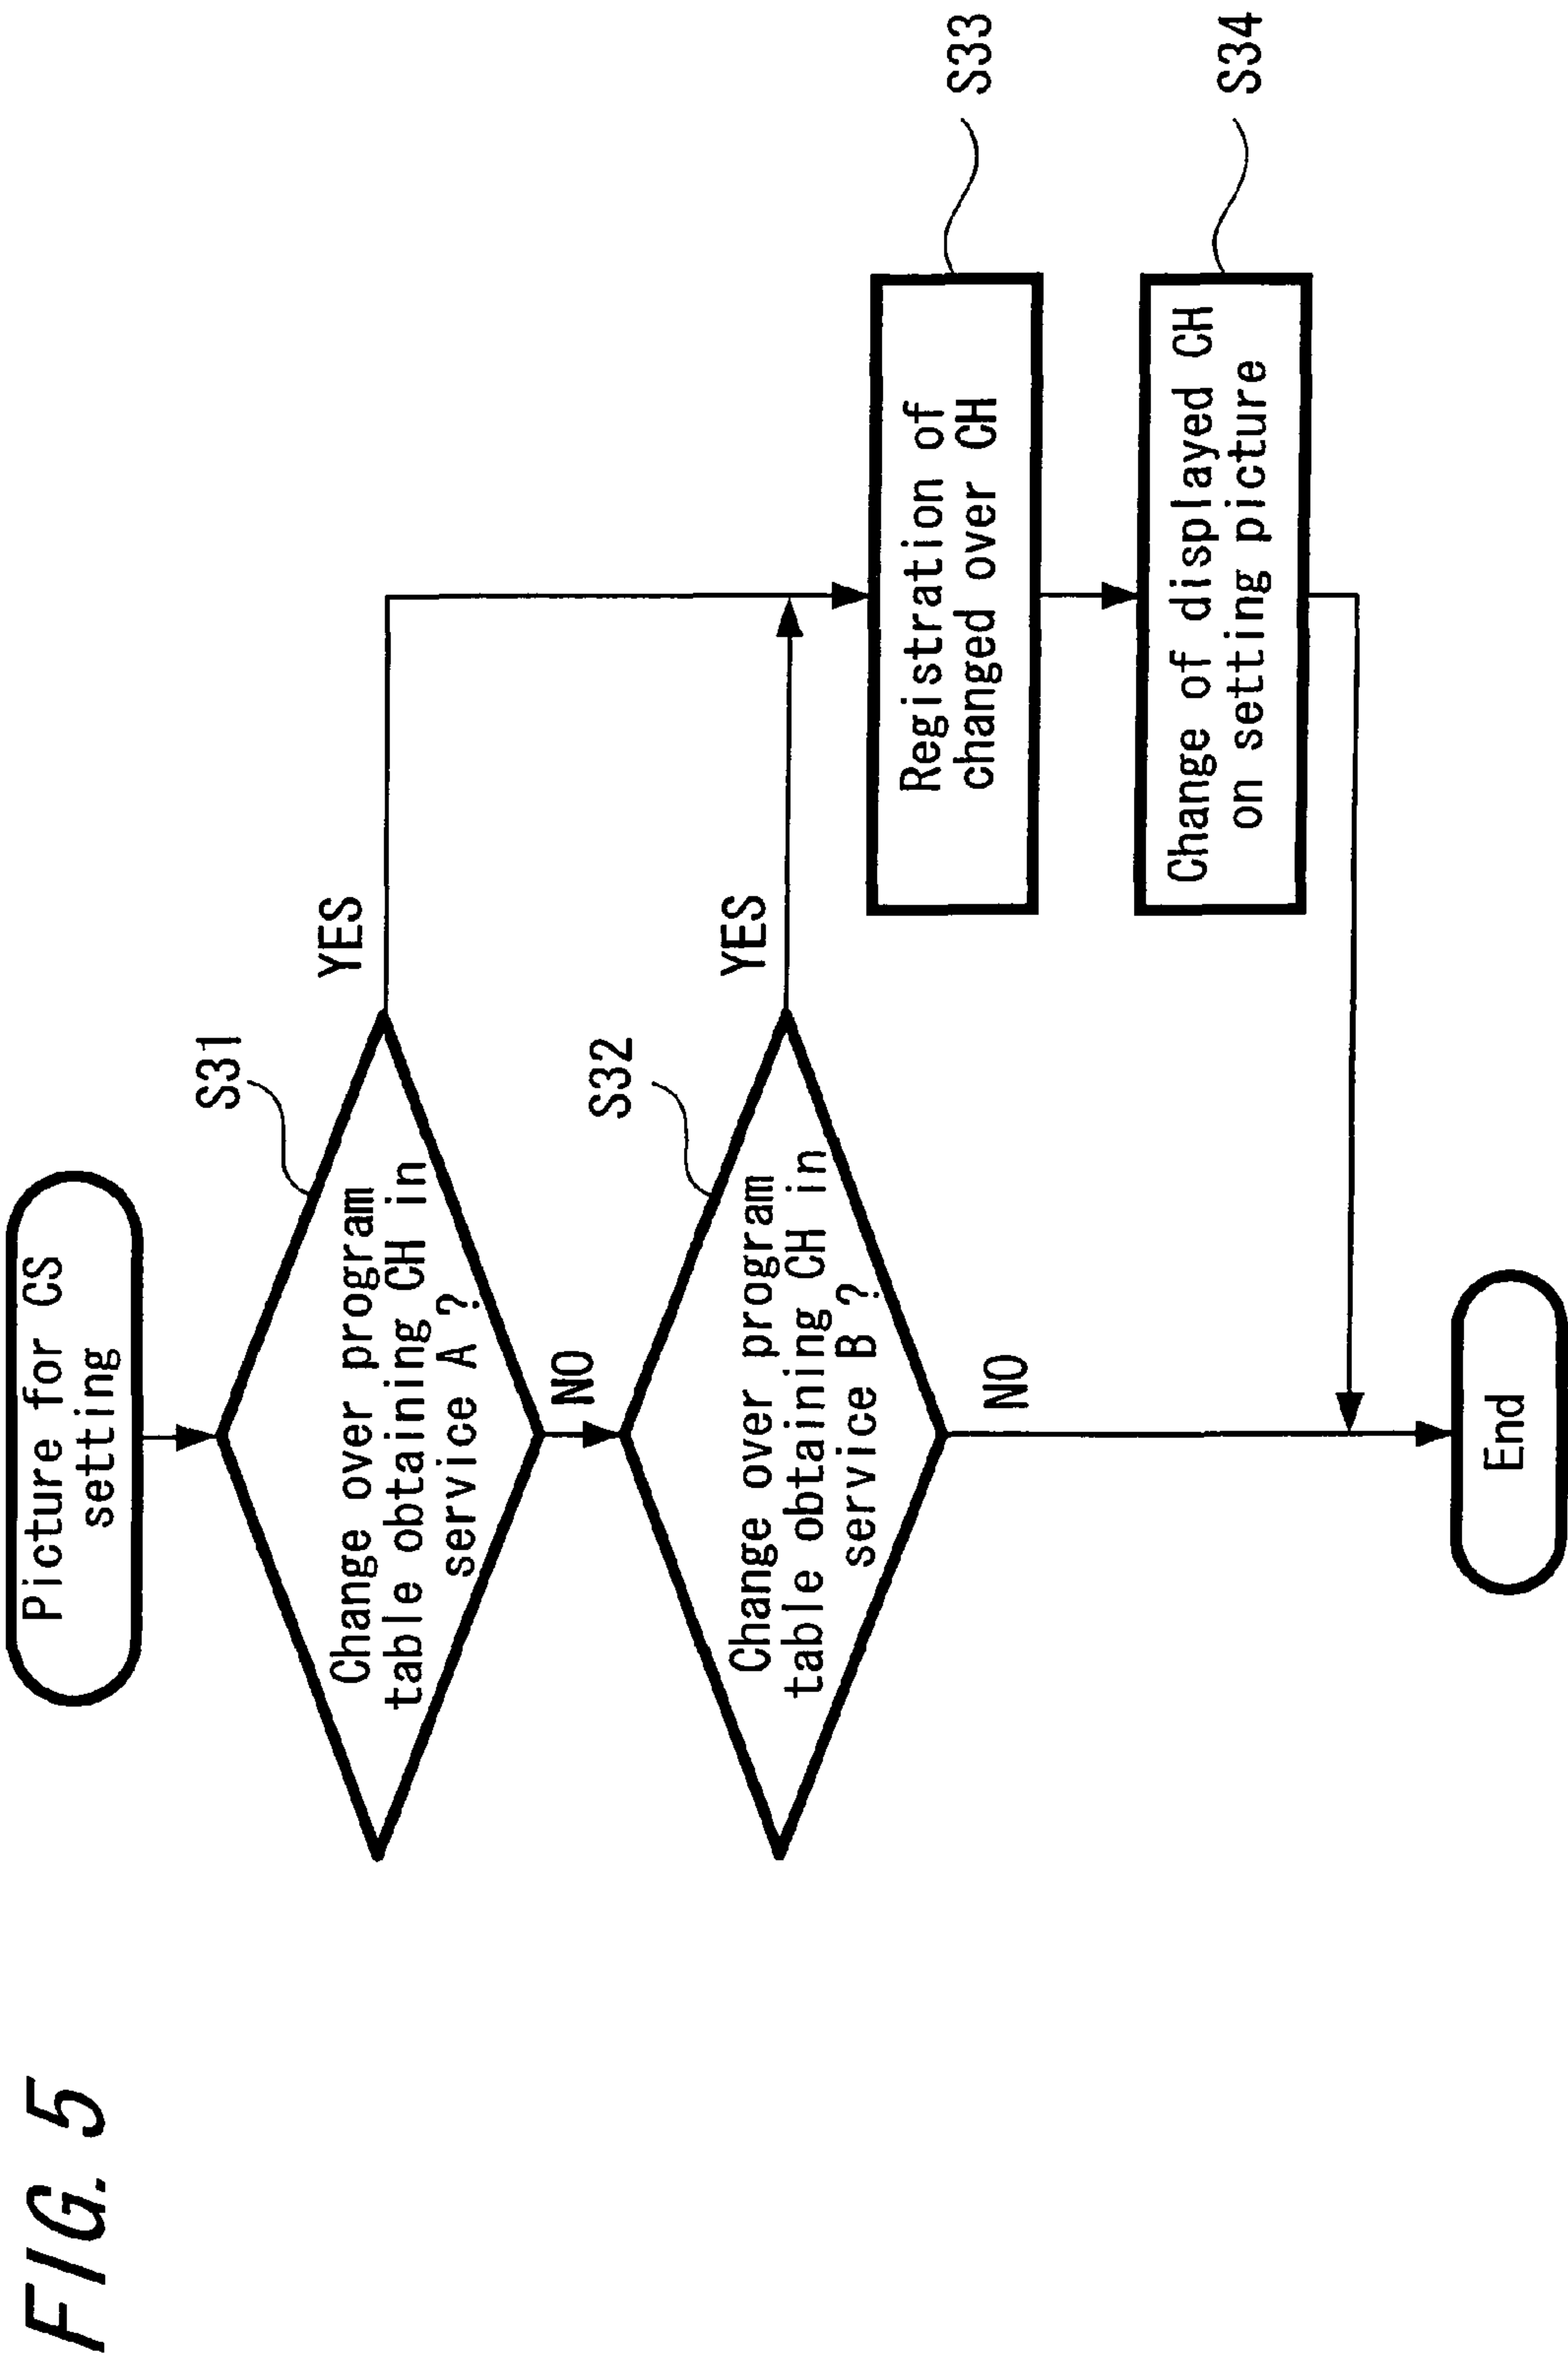 FIG. 5
Picture for CS
setting
S31
Change over program
table obtaining CH in
service A ?
YES
NO
S32
Change over program
table obtaining CH in
service B ?
YES
NO
Registration of
changed over CH
S33
Change of displayed CH
on setting picture
S34
End